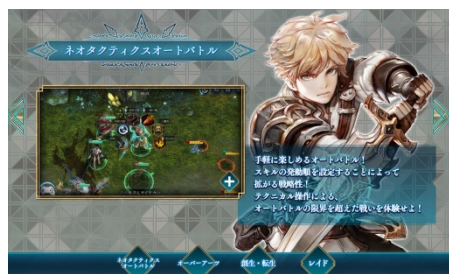 ネオタクティクスオートバトル
手軽に楽しめるオートバトル！
スキルの発動順を設定することによって
拡がる戦略性！
テクニカル操作による、
オートバトルの限界を超えた戦いを体験せよ！
ネオタクティクス
オートバトル
オーバーアーツ
創生・転生
レイド